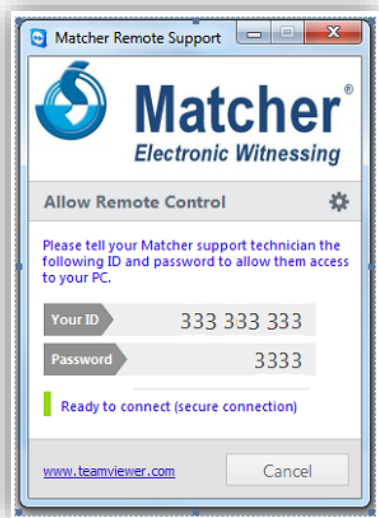 Matcher Remote Support
Matcher®
Electronic Witnessing
Allow Remote Control
Please tell your Matcher support technician the
following ID and password to allow them access
to your PC.
Your ID 333 333 333
Password 3333
Ready to connect (secure connection)
www.teamviewer.com Cancel